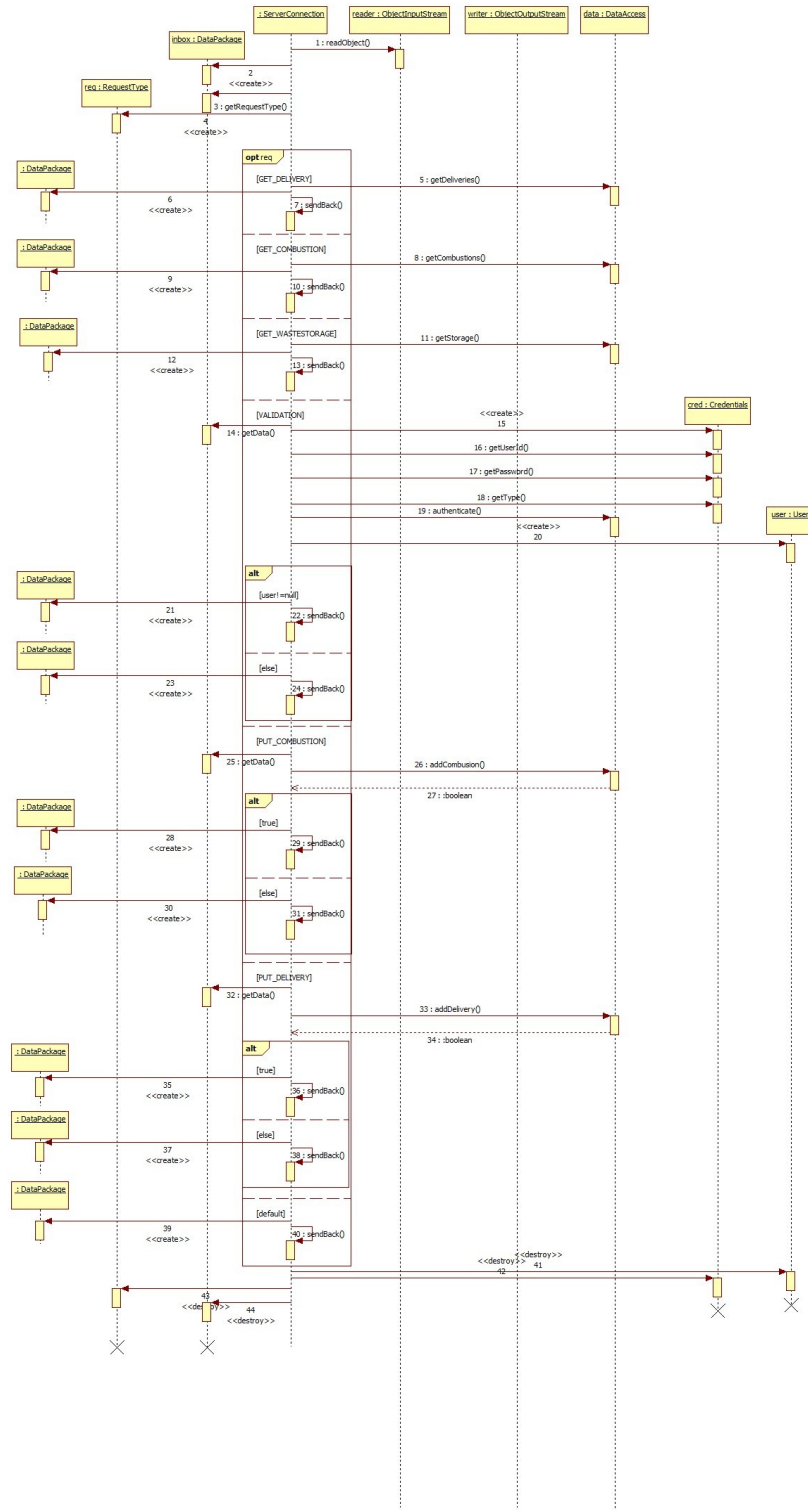 : ServerConnection
reader : ObjectInputStream
writer : ObjectOutputStream
data : DataAccess
inbox : DataPackage
1 : readObject()
2
<<create>>
req : RequestType
3 : getRequestType()
4
<<create>>
opt req
: DataPackage
[GET_DELIVERY]
5 : getDeliveries()
6
<<create>>
7 : sendBack()
: DataPackage
[GET_COMBUSTION]
8 : getCombustions()
9
<<create>>
10 : sendBack()
: DataPackage
[GET_WASTESTORAGE]
11 : getStorage()
12
<<create>>
13 : sendBack()
cred : Credentials
[VALIDATION]
<<create>>
15
14 : getData()
16 : getUserId()
17 : getPassword()
18 : getType()
19 : authenticate()
user : User
<<create>>
20
alt
: DataPackage
[user!=null]
21
<<create>>
22 : sendBack()
: DataPackage
[else]
23
<<create>>
24 : sendBack()
[PUT_COMBUSTION]
25 : getData()
26 : addCombusion()
27 : :boolean
alt
: DataPackage
[true]
28
<<create>>
29 : sendBack()
: DataPackage
[else]
30
<<create>>
31 : sendBack()
[PUT_DELIVERY]
32 : getData()
33 : addDelivery()
34 : :boolean
alt
: DataPackage
[true]
35
<<create>>
36 : sendBack()
: DataPackage
[else]
37
<<create>>
38 : sendBack()
: DataPackage
[default]
39
<<create>>
40 : sendBack()
<<destroy>>
41
<<destroy>>
42
43
<<destroy>>
44
<<destroy>>